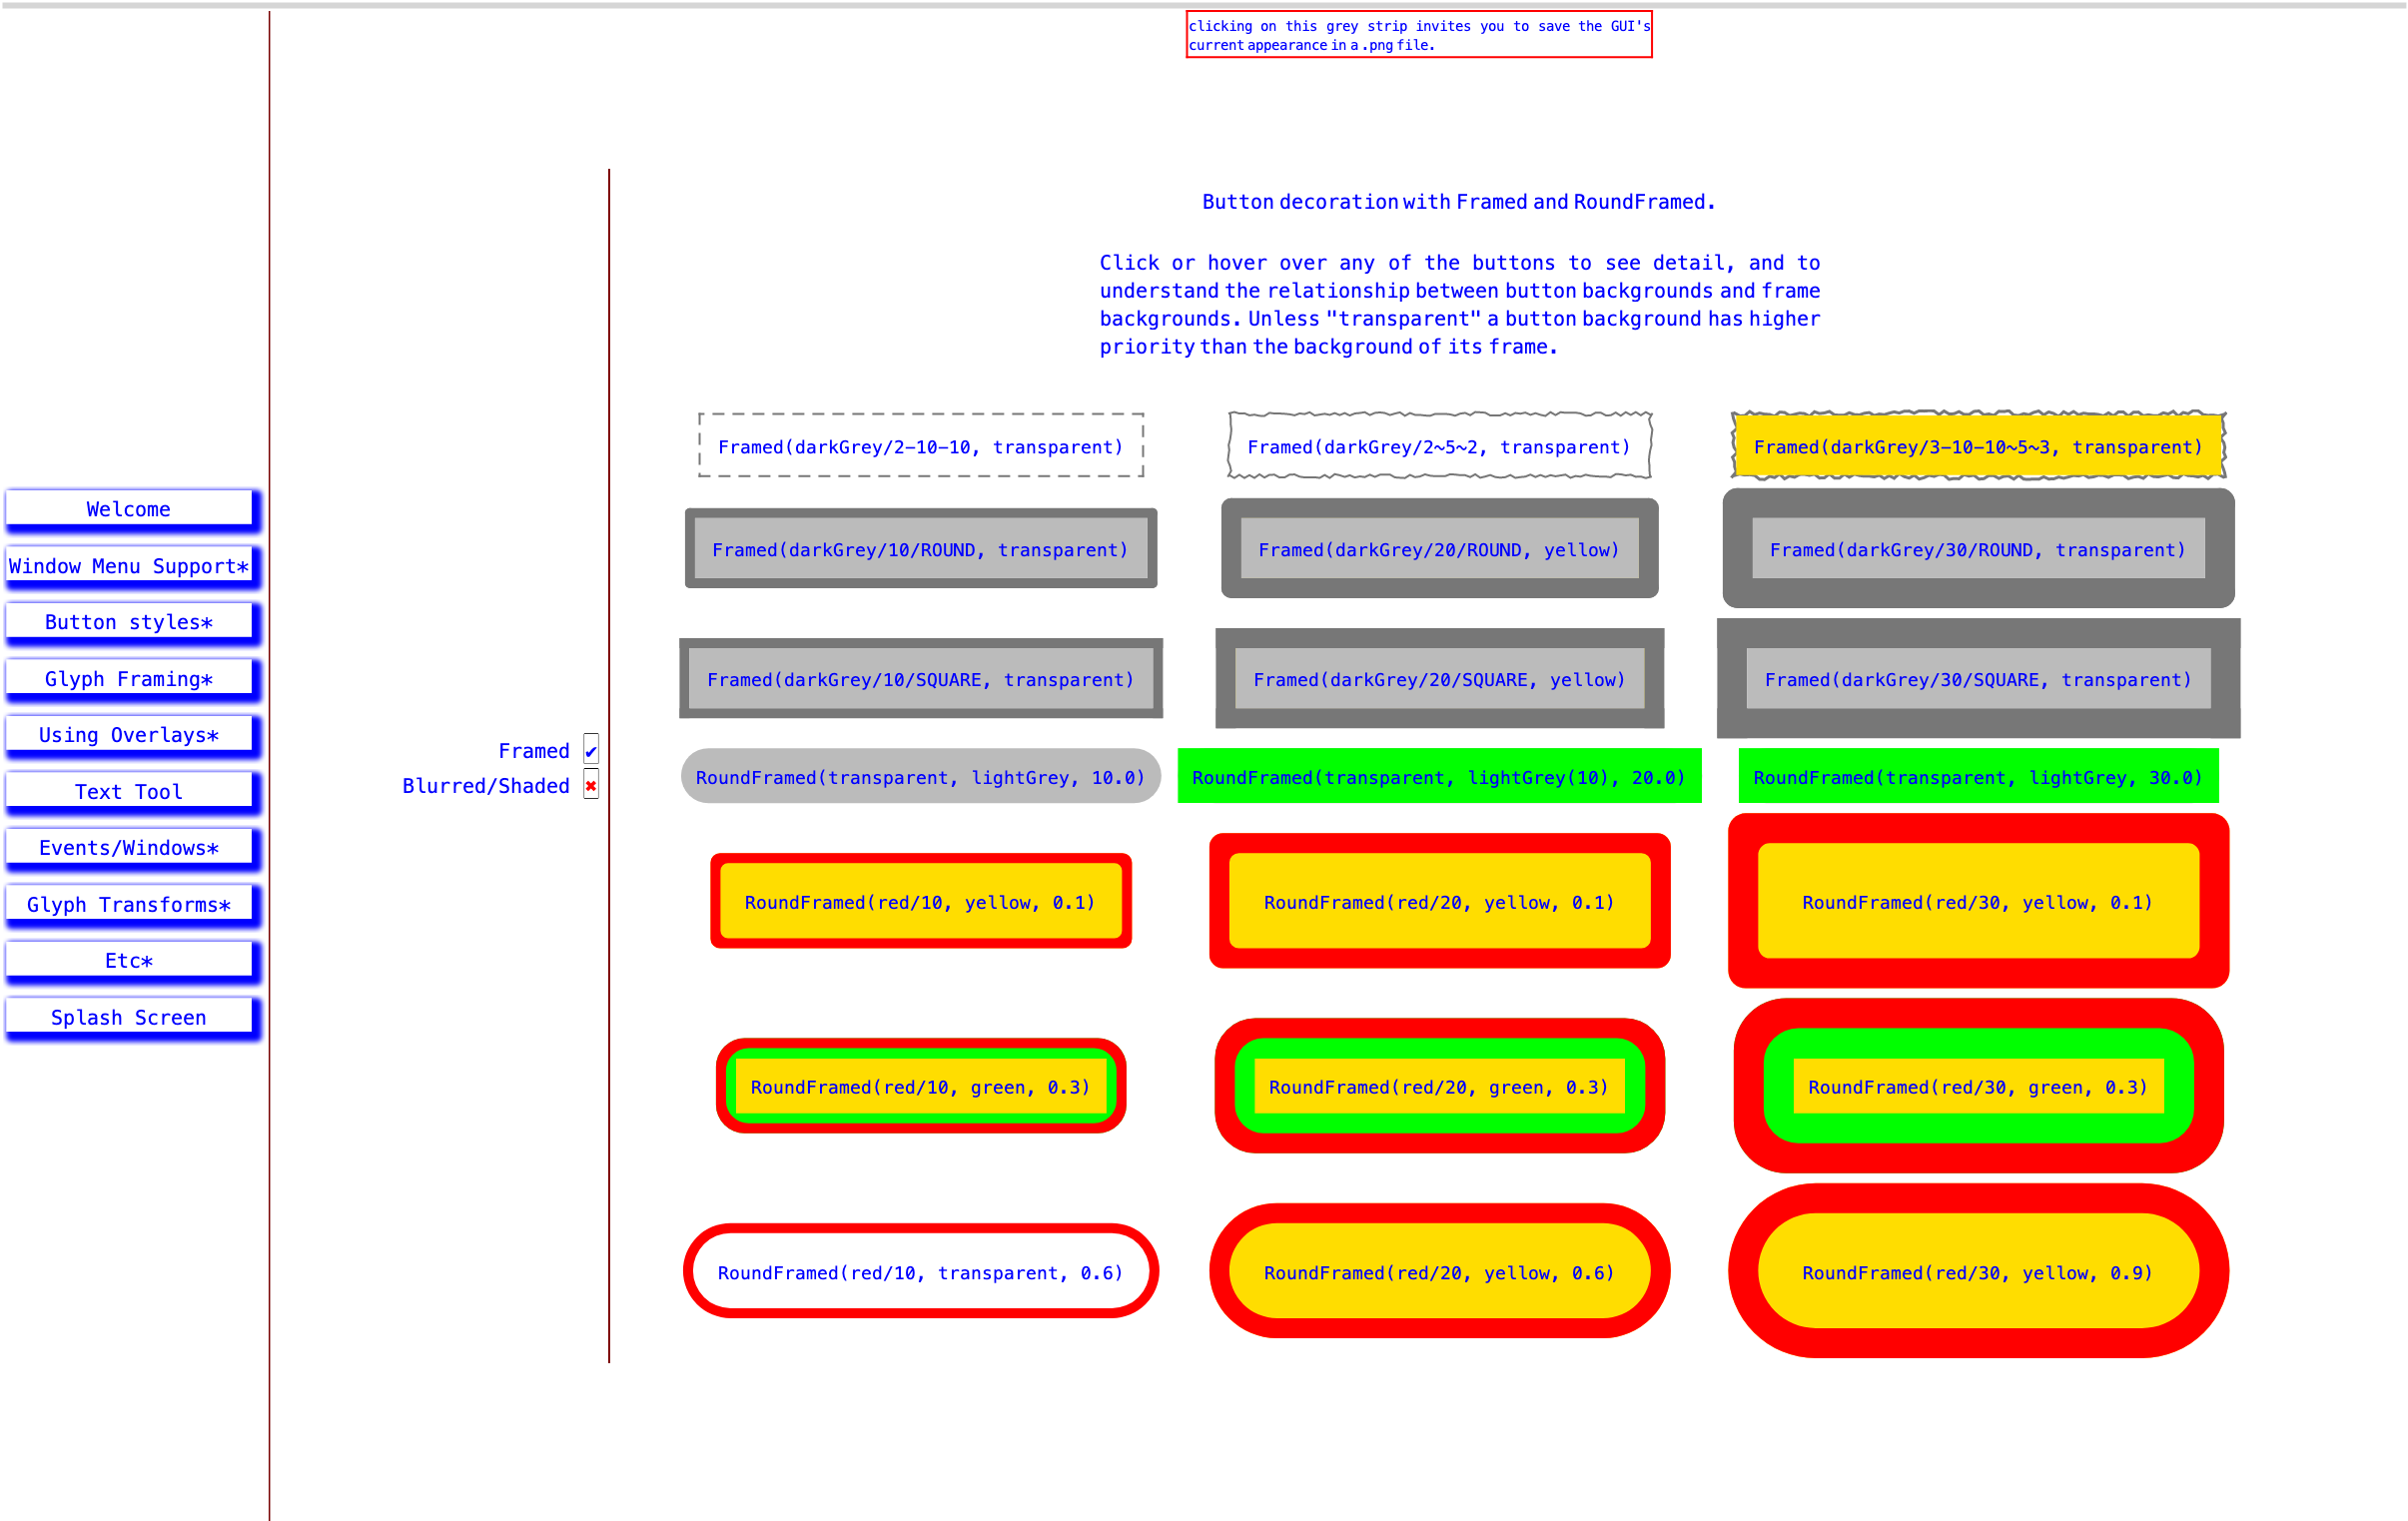 clicking on this grey strip invites you to save the GUI's
current appearance in a .png file.
Button decoration with Framed and RoundFramed.
Click or hover over any of the buttons to see detail, and to
understand the relationship between button backgrounds and frame
backgrounds. Unless "transparent" a button background has higher
priority than the background of its frame.
Welcome
Window Menu Support*
Button styles*
Glyph Framing*
Using Overlays*
Text Tool
Events/Windows*
Glyph Transforms*
Etc*
Splash Screen
Framed ✔
Blurred/Shaded ✖
Framed(darkGrey/2-10-10, transparent)
Framed(darkGrey/2~5~2, transparent)
Framed(darkGrey/3-10-10~5~3, transparent)
Framed(darkGrey/10/ROUND, transparent)
Framed(darkGrey/20/ROUND, yellow)
Framed(darkGrey/30/ROUND, transparent)
Framed(darkGrey/10/SQUARE, transparent)
Framed(darkGrey/20/SQUARE, yellow)
Framed(darkGrey/30/SQUARE, transparent)
RoundFramed(transparent, lightGrey, 10.0)
RoundFramed(transparent, lightGrey(10), 20.0)
RoundFramed(transparent, lightGrey, 30.0)
RoundFramed(red/10, yellow, 0.1)
RoundFramed(red/20, yellow, 0.1)
RoundFramed(red/30, yellow, 0.1)
RoundFramed(red/10, green, 0.3)
RoundFramed(red/20, green, 0.3)
RoundFramed(red/30, green, 0.3)
RoundFramed(red/10, transparent, 0.6)
RoundFramed(red/20, yellow, 0.6)
RoundFramed(red/30, yellow, 0.9)